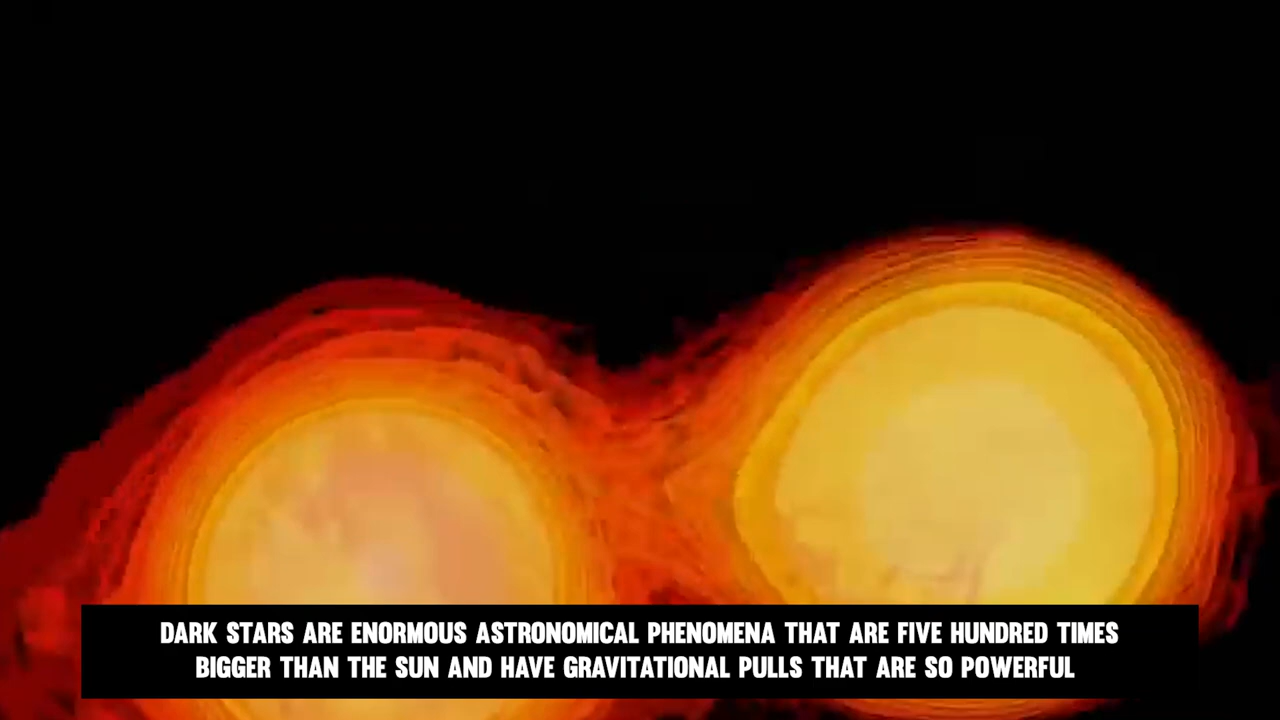 DARK STARS ARE ENORMOUS ASTRONOMICAL PHENOMENA THAT ARE FIVE HUNDRED TIMES
BIGGER THAN THE SUN AND HAVE GRAVITATIONAL PULLS THAT ARE SO POWERFUL